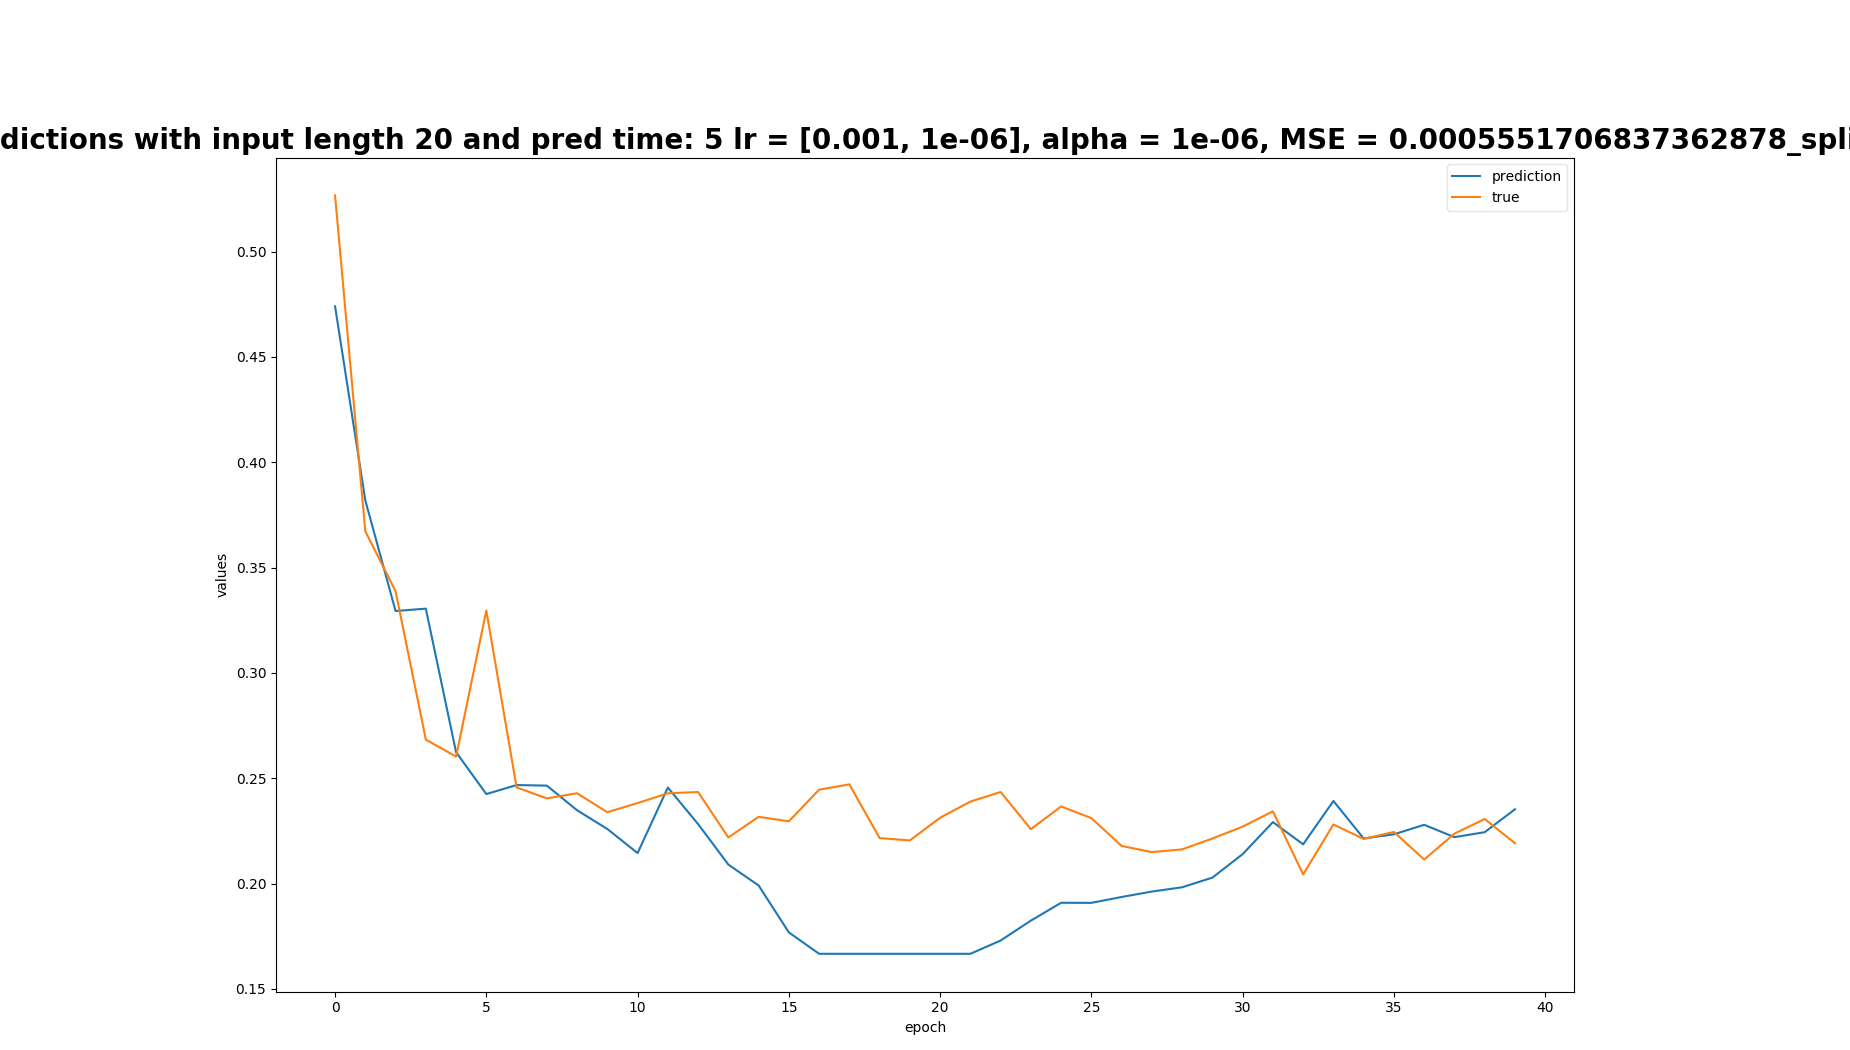 dictions with input length 20 and pred time: 5 lr = [0.001, 1e-06], alpha = 1e-06, MSE = 0.0005551706837362878_spli
prediction
true
0.50
0.45
0.40
0.35
0.30
0.25
0.20
0.15
values
0 5 10 15 20 25 30 35 40
epoch